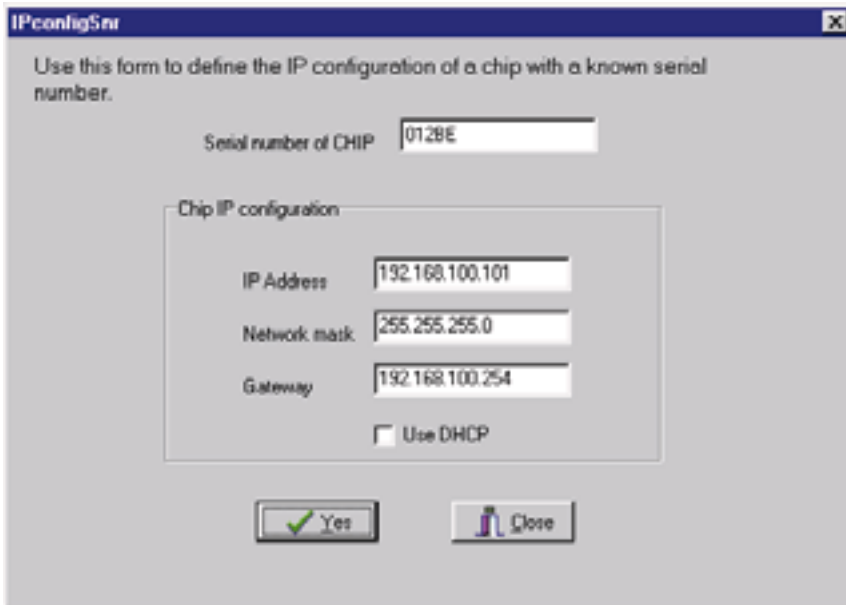 IPconfigSnr
Use this form to define the IP configuration of a chip with a known serial
number.
Serial number of CHIP 012BE
Chip IP configuration
IP Address 192.168.100.101
Network mask 255.255.255.0
Gateway 192.168.100.254
Use DHCP
Yes Close